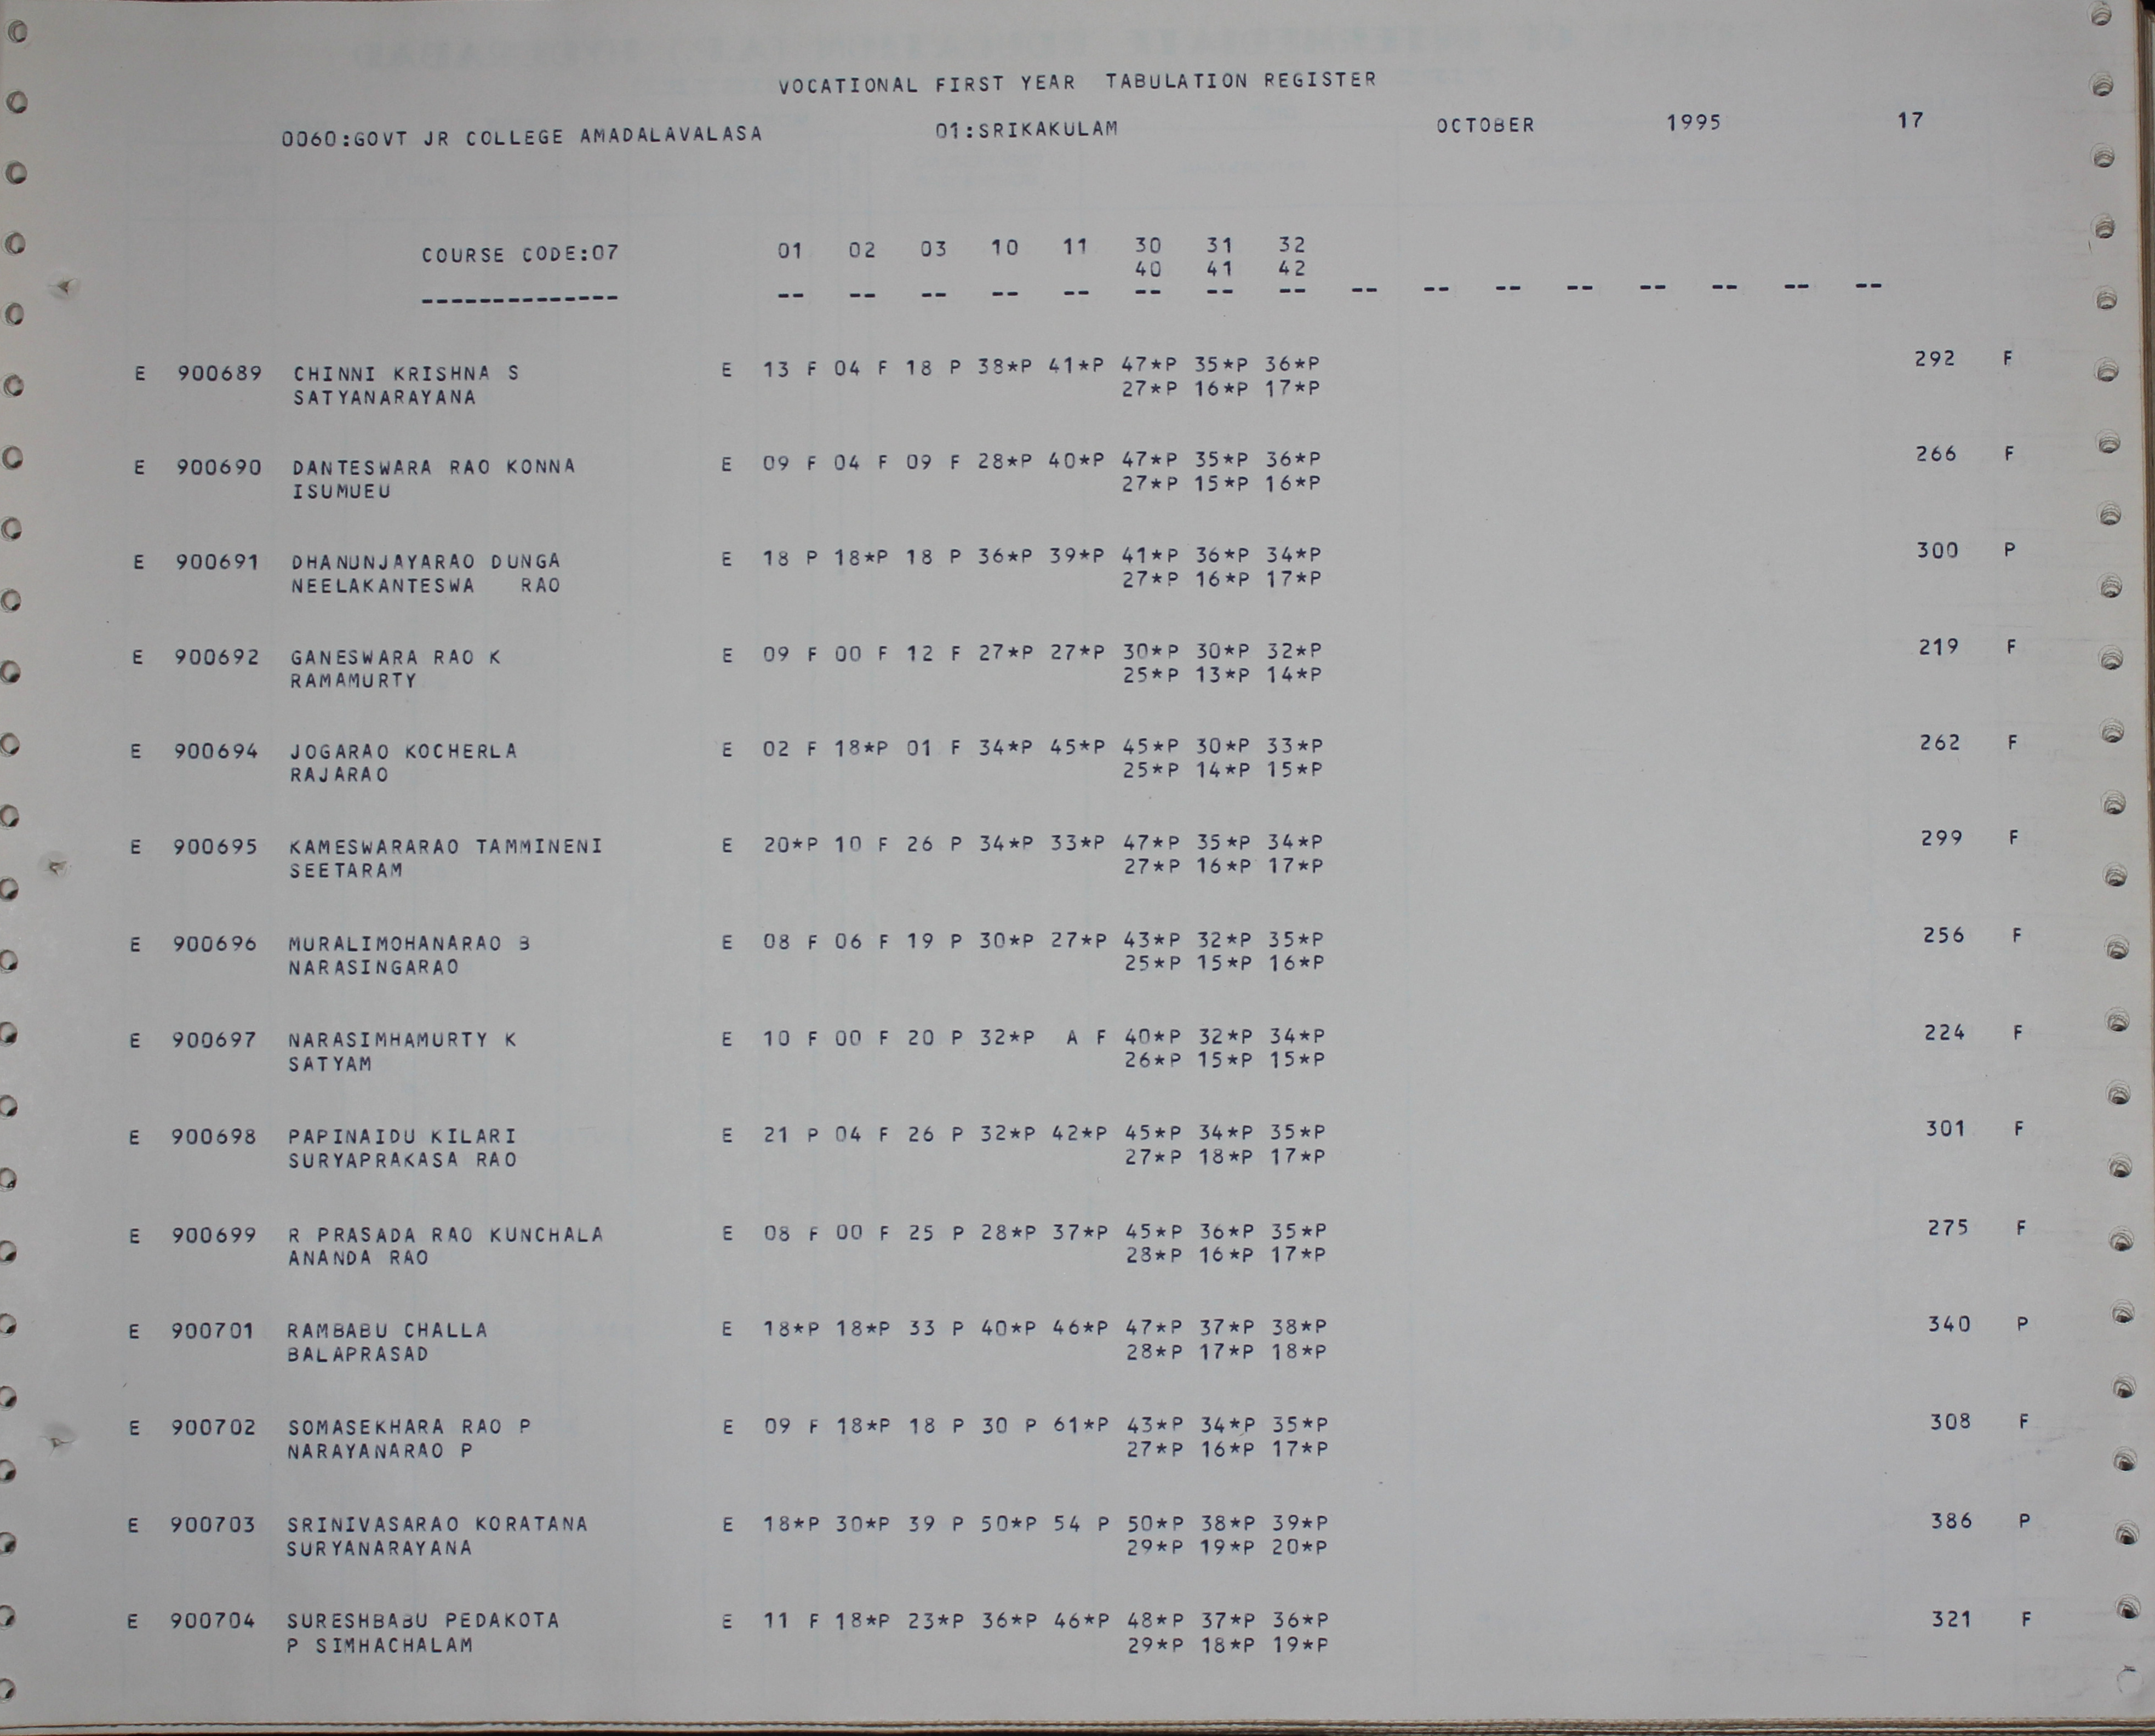 VOCATIONAL FIRST YEAR TABULATION REGISTER
0060:GOVT JR COLLEGE AMADALAVALASA 01:SRIKAKULAM OCTOBER 1995 17
COURSE CODE:07 01 02 03 10 11 30 31 32
40 41 42
-------------- -- -- -- -- -- -- -- -- -- -- -- -- -- -- -- --
E 900689 CHINNI KRISHNA S E 13 F 04 F 18 P 38*P 41*P 47*P 35*P 36*P 292 F
SATYANARAYANA 27*P 16*P 17*P
E 900690 DANTESWARA RAO KONNA E 09 F 04 F 09 F 28*P 40*P 47*P 35*P 36*P 266 F
ISUMUEU 27*P 15*P 16*P
E 900691 DHANUNJAYARAO DUNGA E 18 P 18*P 18 P 36*P 39*P 41*P 36*P 34*P 300 P
NEELAKANTESWA RAO 27*P 16*P 17*P
E 900692 GANESWARA RAO K E 09 F 00 F 12 F 27*P 27*P 30*P 30*P 32*P 219 F
RAMAMURTY 25*P 13*P 14*P
E 900694 JOGARAO KOCHERLA E 02 F 18*P 01 F 34*P 45*P 45*P 30*P 33*P 262 F
RAJARAO 25*P 14*P 15*P
E 900695 KAMESWARARAO TAMMINENI E 20*P 10 F 26 P 34*P 33*P 47*P 35*P 34*P 299 F
SEETARAM 27*P 16*P 17*P
E 900696 MURALIMOHANARAO B E 08 F 06 F 19 P 30*P 27*P 43*P 32*P 35*P 256 F
NARASINGARAO 25*P 15*P 16*P
E 900697 NARASIMHAMURTY K E 10 F 00 F 20 P 32*P A F 40*P 32*P 34*P 224 F
SATYAM 26*P 15*P 15*P
E 900698 PAPINAIDU KILARI E 21 P 04 F 26 P 32*P 42*P 45*P 34*P 35*P 301 F
SURYAPRAKASA RAO 27*P 18*P 17*P
E 900699 R PRASADA RAO KUNCHALA E 08 F 00 F 25 P 28*P 37*P 45*P 36*P 35*P 275 F
ANANDA RAO 28*P 16*P 17*P
E 900701 RAMBABU CHALLA E 18*P 18*P 33 P 40*P 46*P 47*P 37*P 38*P 340 P
BALAPRASAD 28*P 17*P 18*P
E 900702 SOMASEKHARA RAO P E 09 F 18*P 18 P 30 P 61*P 43*P 34*P 35*P 308 F
NARAYANARAO P 27*P 16*P 17*P
E 900703 SRINIVASARAO KORATANA E 18*P 30*P 39 P 50*P 54 P 50*P 38*P 39*P 386 P
SURYANARAYANA 29*P 19*P 20*P
E 900704 SURESHBABU PEDAKOTA E 11 F 18*P 23*P 36*P 46*P 48*P 37*P 36*P 321 F
P SIMHACHALAM 29*P 18*P 19*P